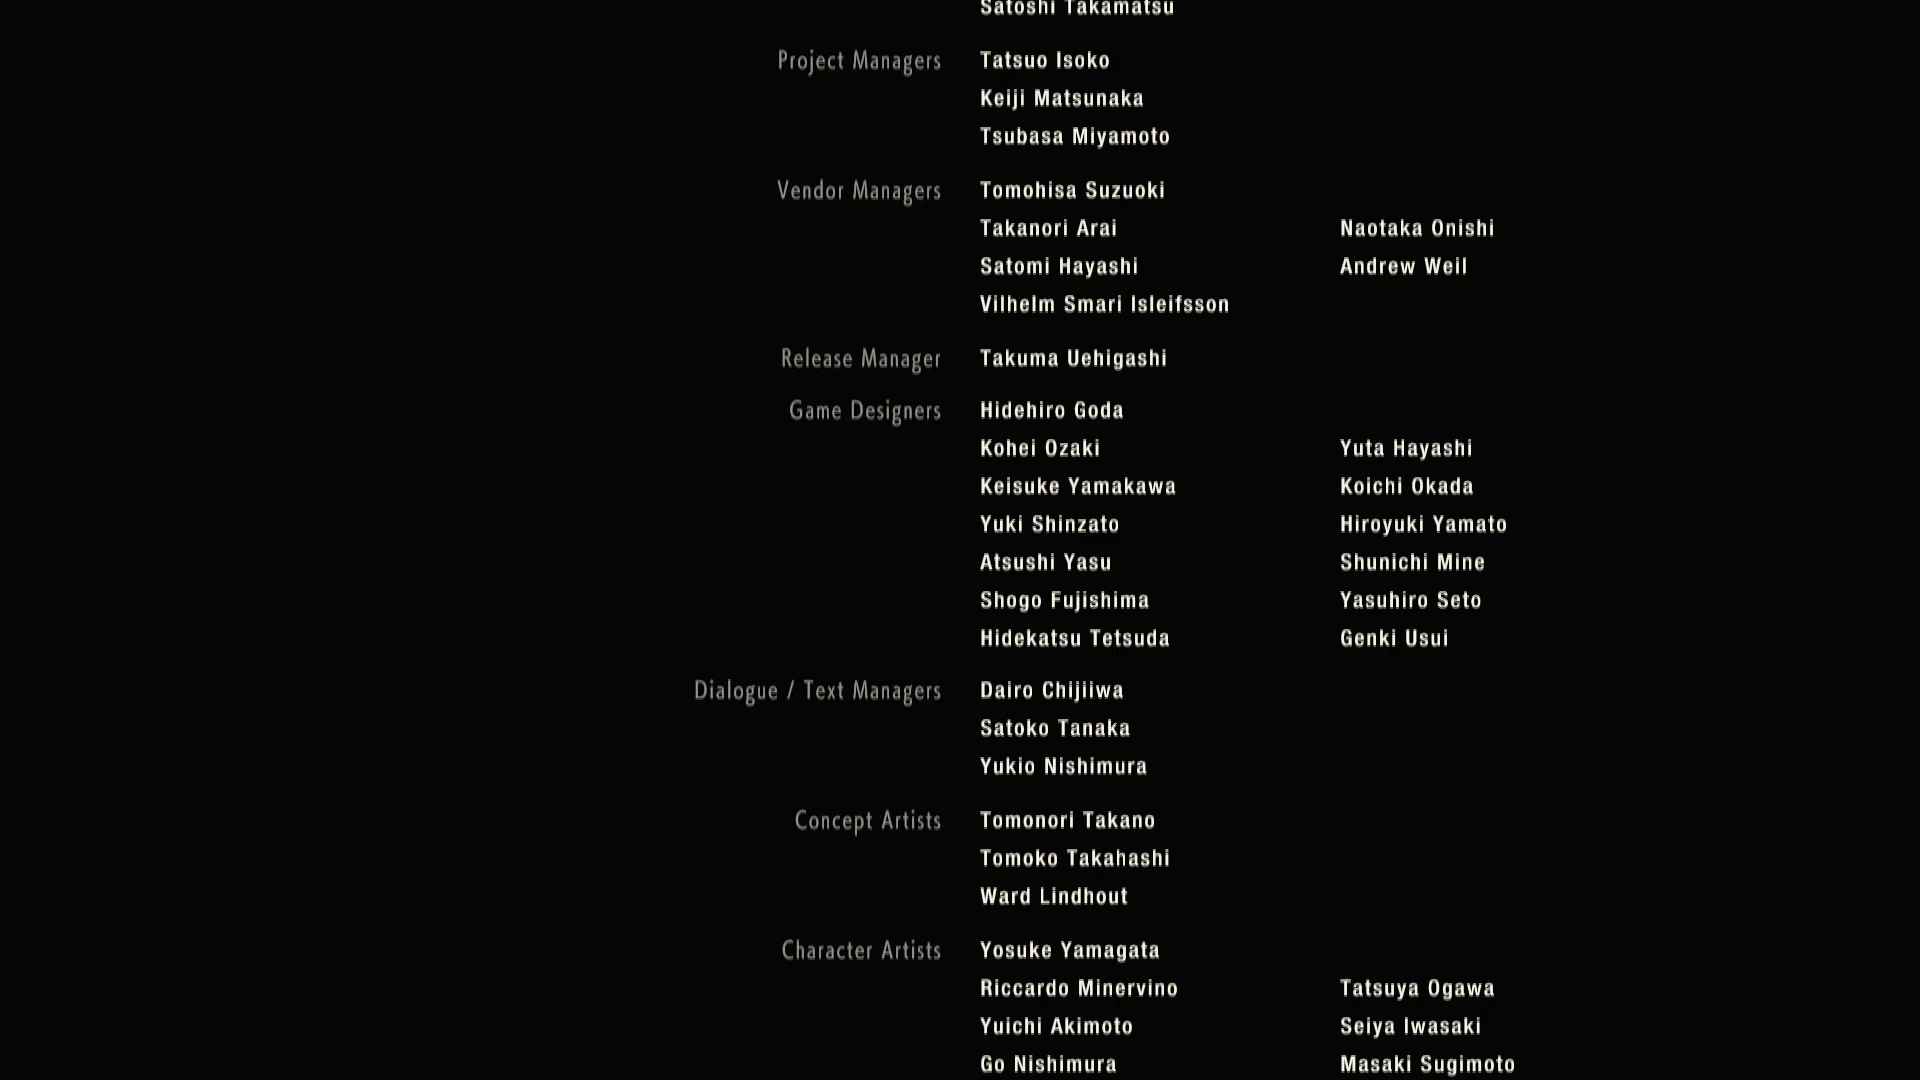 Satoshi Takamatsu
Project Managers Tatsuo Isoko
Keiji Matsunaka
Tsubasa Miyamoto
Vendor Managers Tomohisa Suzuoki
Takanori Arai Naotaka Onishi
Satomi Hayashi Andrew Weil
Vilhelm Smari Isleifsson
Release Manager Takuma Uehigashi
Game Designers Hidehiro Goda
Kohei Ozaki Yuta Hayashi
Keisuke Yamakawa Koichi Okada
Yuki Shinzato Hiroyuki Yamato
Atsushi Yasu Shunichi Mine
Shogo Fujishima Yasuhiro Seto
Hidekatsu Tetsuda Genki Usui
Dialogue / Text Managers Dairo Chijiiwa
Satoko Tanaka
Yukio Nishimura
Concept Artists Tomonori Takano
Tomoko Takahashi
Ward Lindhout
Character Artists Yosuke Yamagata
Riccardo Minervino Tatsuya Ogawa
Yuichi Akimoto Seiya Iwasaki
Go Nishimura Masaki Sugimoto